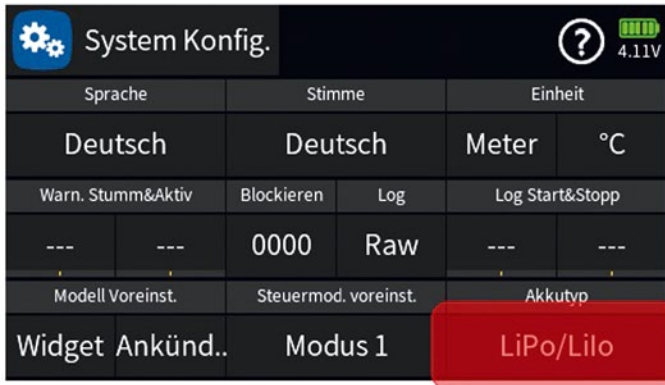 System Konfig.
?
4.11V
Sprache Stimme Einheit
Deutsch Deutsch Meter °C
Warn. Stumm&Aktiv Blockieren Log Log Start&Stopp
--- --- 0000 Raw --- ---
Modell Voreinst. Steuermod. voreinst. Akkutyp
Widget Ankünd.. Modus 1 LiPo/LiIo